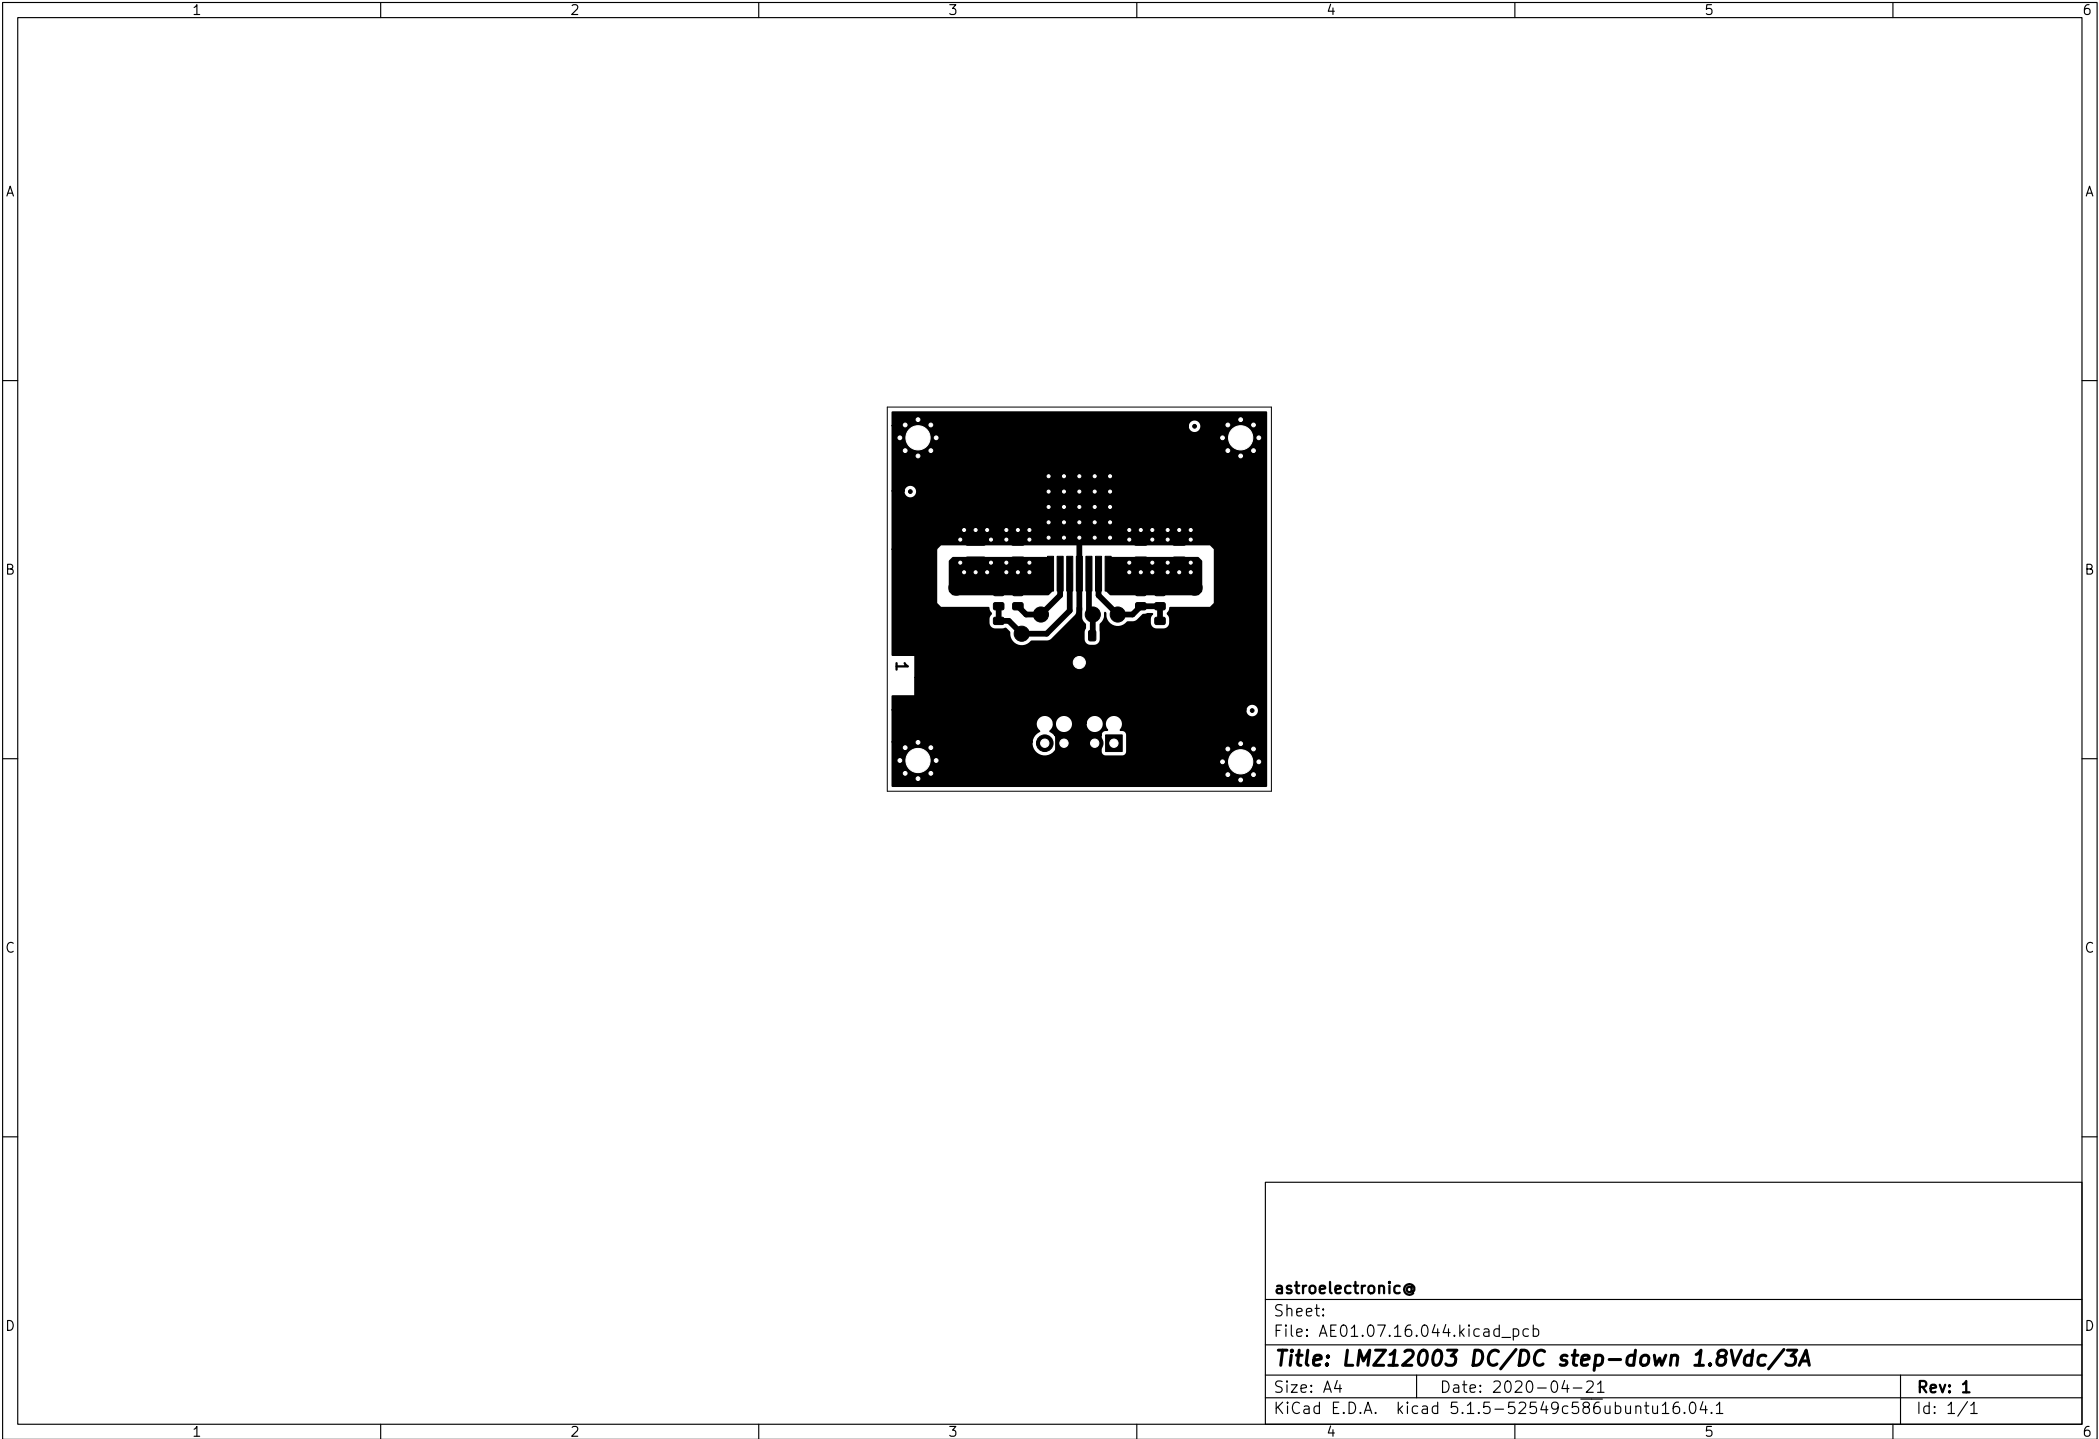 1 2 3 4 5 6
A A
B B
1
C C
astroelectronic@
Sheet:
File: AE01.07.16.044.kicad_pcb
D D
Title: LMZ12003 DC/DC step-down 1.8Vdc/3A
Size: A4 Date: 2020-04-21 Rev: 1
KiCad E.D.A. kicad 5.1.5-52549c586ubuntu16.04.1 Id: 1/1
1 2 3 4 5 6